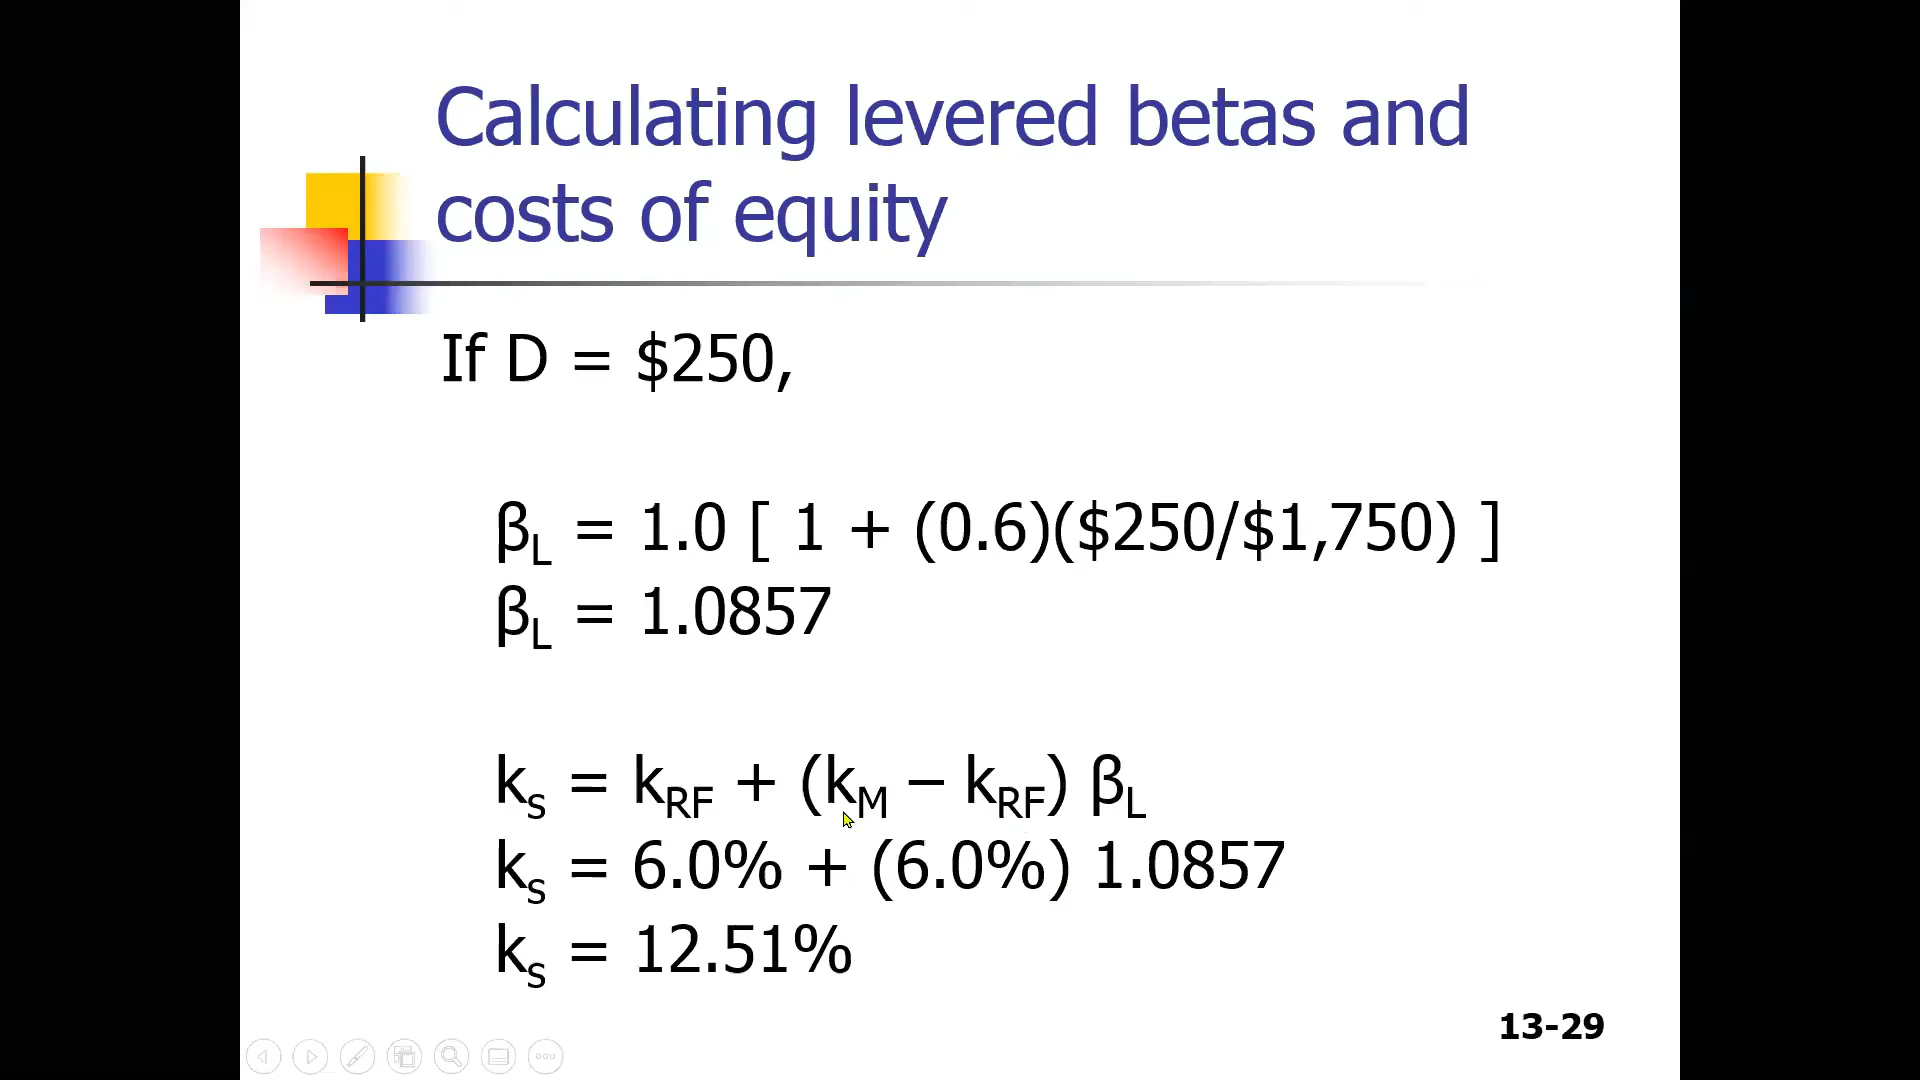 Calculating levered betas and
costs of equity
If D = $250,
βL = 1.0 [ 1 + (0.6)($250/$1,750) ]
βL = 1.0857
ks = kRF + (kM – kRF) βL
ks = 6.0% + (6.0%) 1.0857
ks = 12.51%
13-29